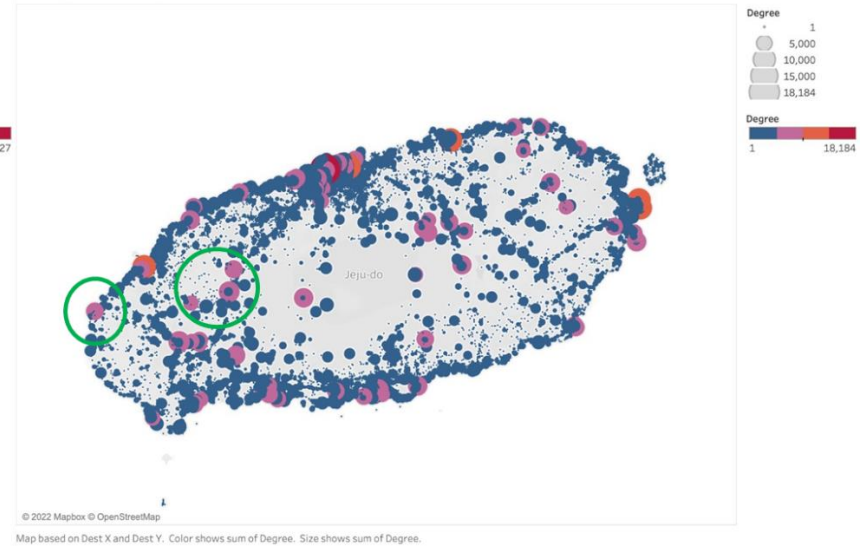 Degree
1
5,000
10,000
15,000
18,184
Degree
1 18,184
27
Jeju-do
© 2022 Mapbox © OpenStreetMap
Map based on Dest X and Dest Y. Color shows sum of Degree. Size shows sum of Degree.